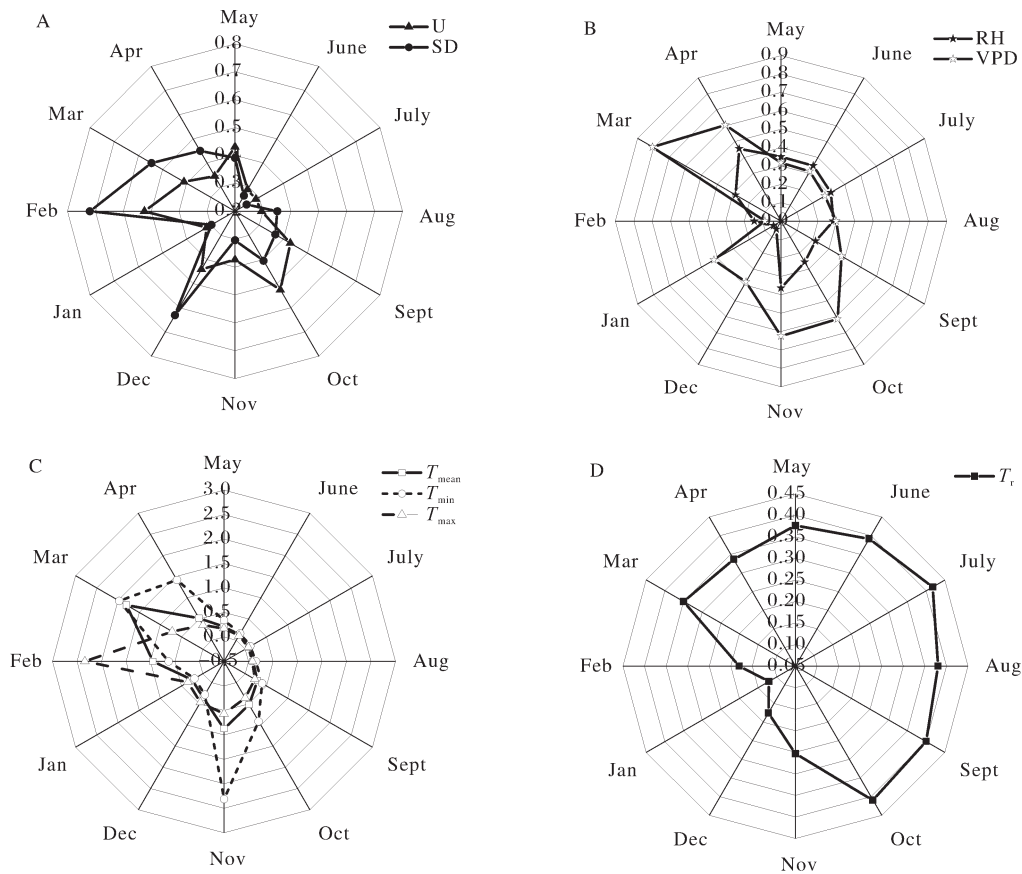 A
May
U
SD
June
July
Aug
Sept
Oct
Nov
Dec
Jan
Feb
Mar
Apr
0.8
0.7
0.6
0.5
0.3
B
May
RH
VPD
June
July
Aug
Sept
Oct
Nov
Dec
Jan
Feb
Mar
Apr
0.9
0.8
0.7
0.6
0.5
0.4
0.3
0.2
0.1
0.0
C
May
Tmean
Tmin
Tmax
June
July
Aug
Sept
Oct
Nov
Dec
Jan
Feb
Mar
Apr
3.0
2.5
2.0
1.5
1.0
0.5
0.0
−0.5
D
May
Tr
June
July
Aug
Sept
Oct
Nov
Dec
Jan
Feb
Mar
Apr
0.45
0.40
0.35
0.30
0.25
0.20
0.15
0.10
0.05